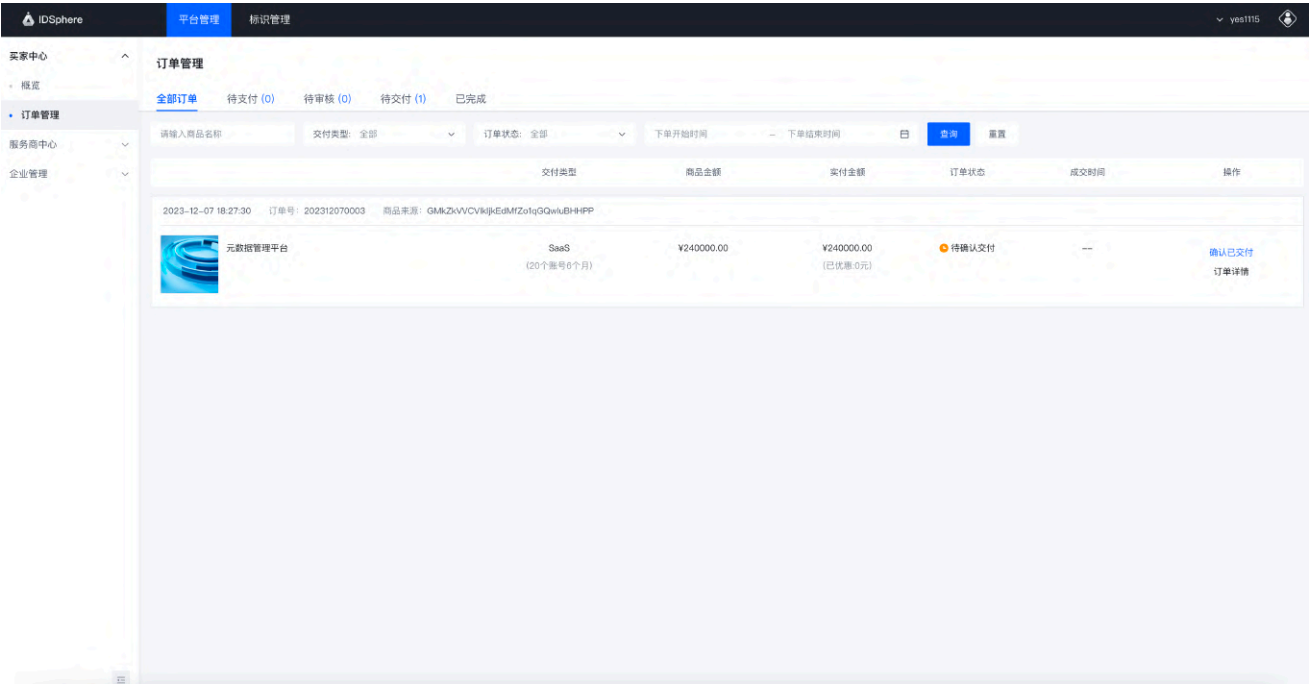 IDSphere 平台管理 标识管理 yes1115
买家中心
概览
订单管理
服务商中心
企业管理
订单管理
全部订单 待支付 (0) 待审核 (0) 待交付 (1) 已完成
请输入商品名称 交付类型: 全部 订单状态: 全部 下单开始时间 – 下单结束时间 查询 重置
交付类型 商品金额 实付金额 订单状态 成交时间 操作
2023-12-07 18:27:30 订单号: 202312070003 商品来源:
元数据管理平台 SaaS ¥240000.00 ¥240000.00 待确认交付 -- 确认已交付
(20个账号6个月) (已优惠:0元) 订单详情